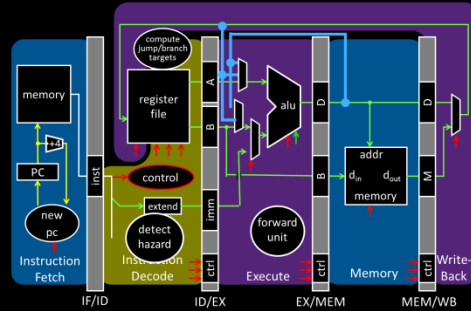 compute
jump/branch
targets
memory
register
file
A
B
alu
D
D
+4
addr
PC
inst
control
B
d_in
d_out
M
memory
extend
new
pc
imm
detect
hazard
forward
unit
Instruction
Fetch
Instruction
Decode
ctrl
Execute
ctrl
Memory
ctrl
Write-
Back
IF/ID
ID/EX
EX/MEM
MEM/WB